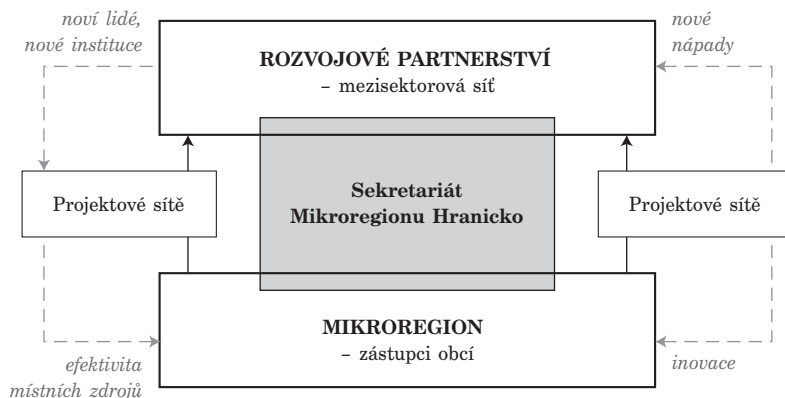 noví lidé,
nové instituce
nové
nápady
ROZVOJOVÉ PARTNERSTVÍ
– mezisektorová síť
Projektové sítě
Sekretariát
Mikroregionu Hranicko
Projektové sítě
MIKROREGION
– zástupci obcí
efektivita
místních zdrojů
inovace